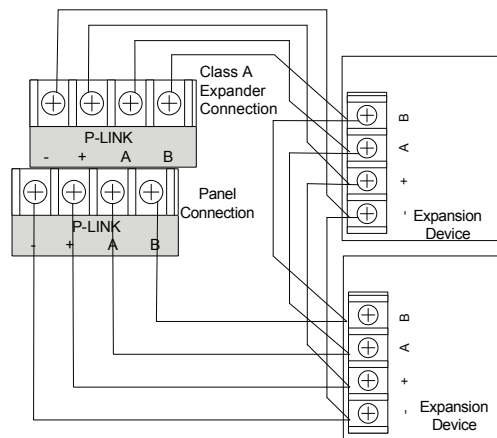 Class A
Expander
Connection
P-LINK
- + A B
Panel
Connection
P-LINK
- + A B
B
A
+
-
Expansion
Device
B
A
+
-
Expansion
Device